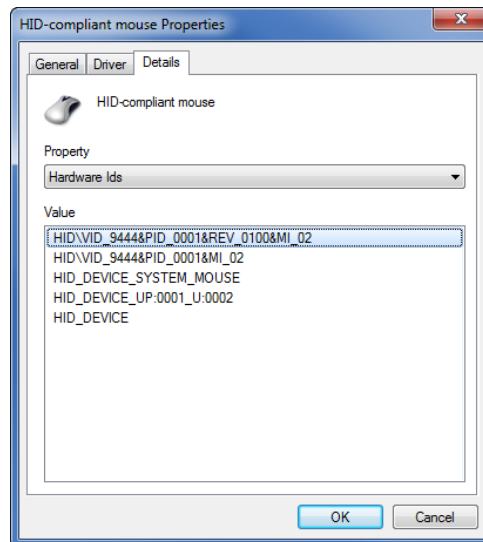 HID-compliant mouse Properties
General Driver Details
HID-compliant mouse
Property
Hardware Ids
Value
HID\VID_9444&PID_0001&REV_0100&MI_02
HID\VID_9444&PID_0001&MI_02
HID_DEVICE_SYSTEM_MOUSE
HID_DEVICE_UP:0001_U:0002
HID_DEVICE
OK Cancel